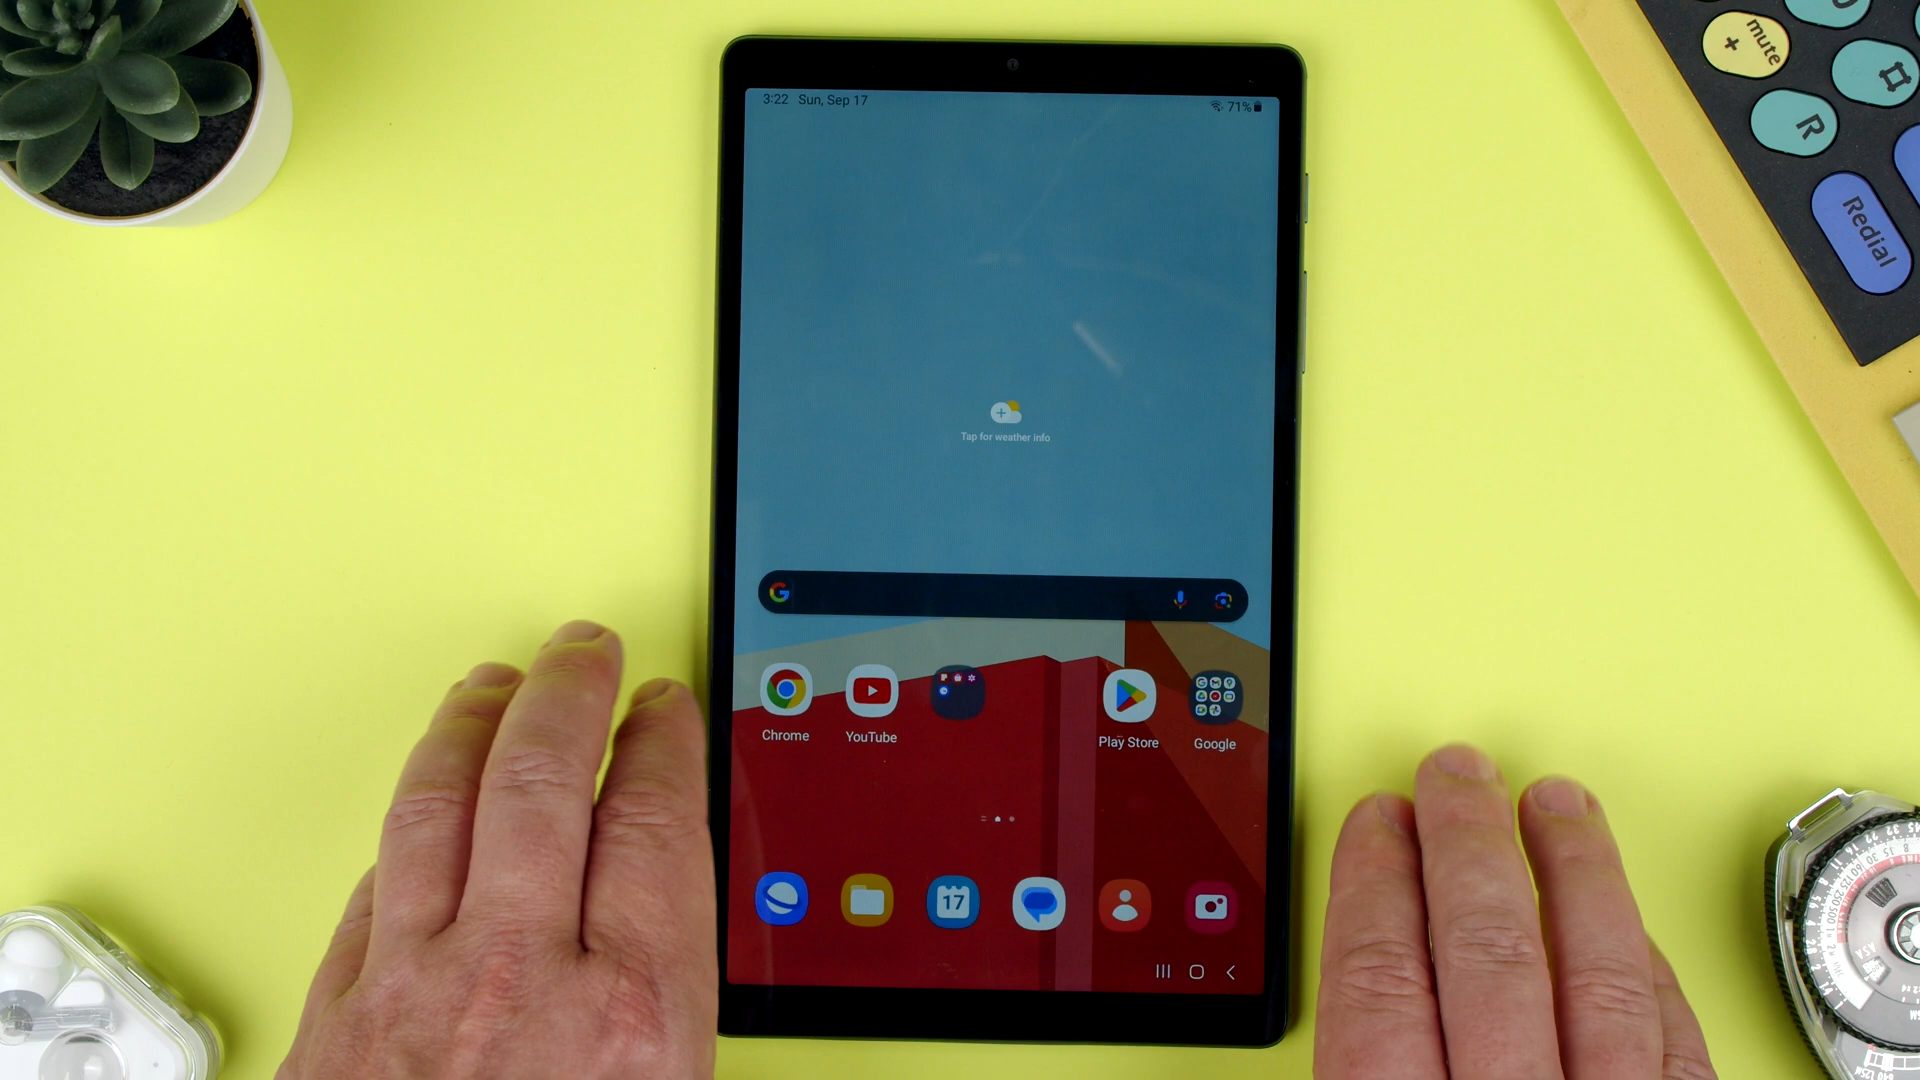 3:22 Sun, Sep 17
71%
mute
+
R
Redial
Tap for weather info
G
Chrome
YouTube
Play Store
Google
17